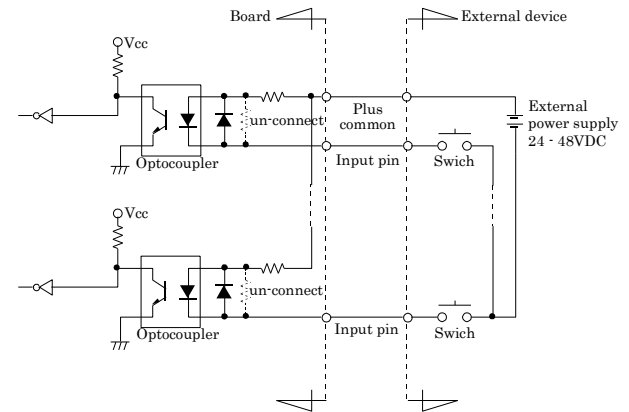 Board
External device
Vcc
un-connect
Plus
common
External
power supply
24 - 48VDC
Optocoupler
Input pin
Swich
Vcc
un-connect
Optocoupler
Input pin
Swich